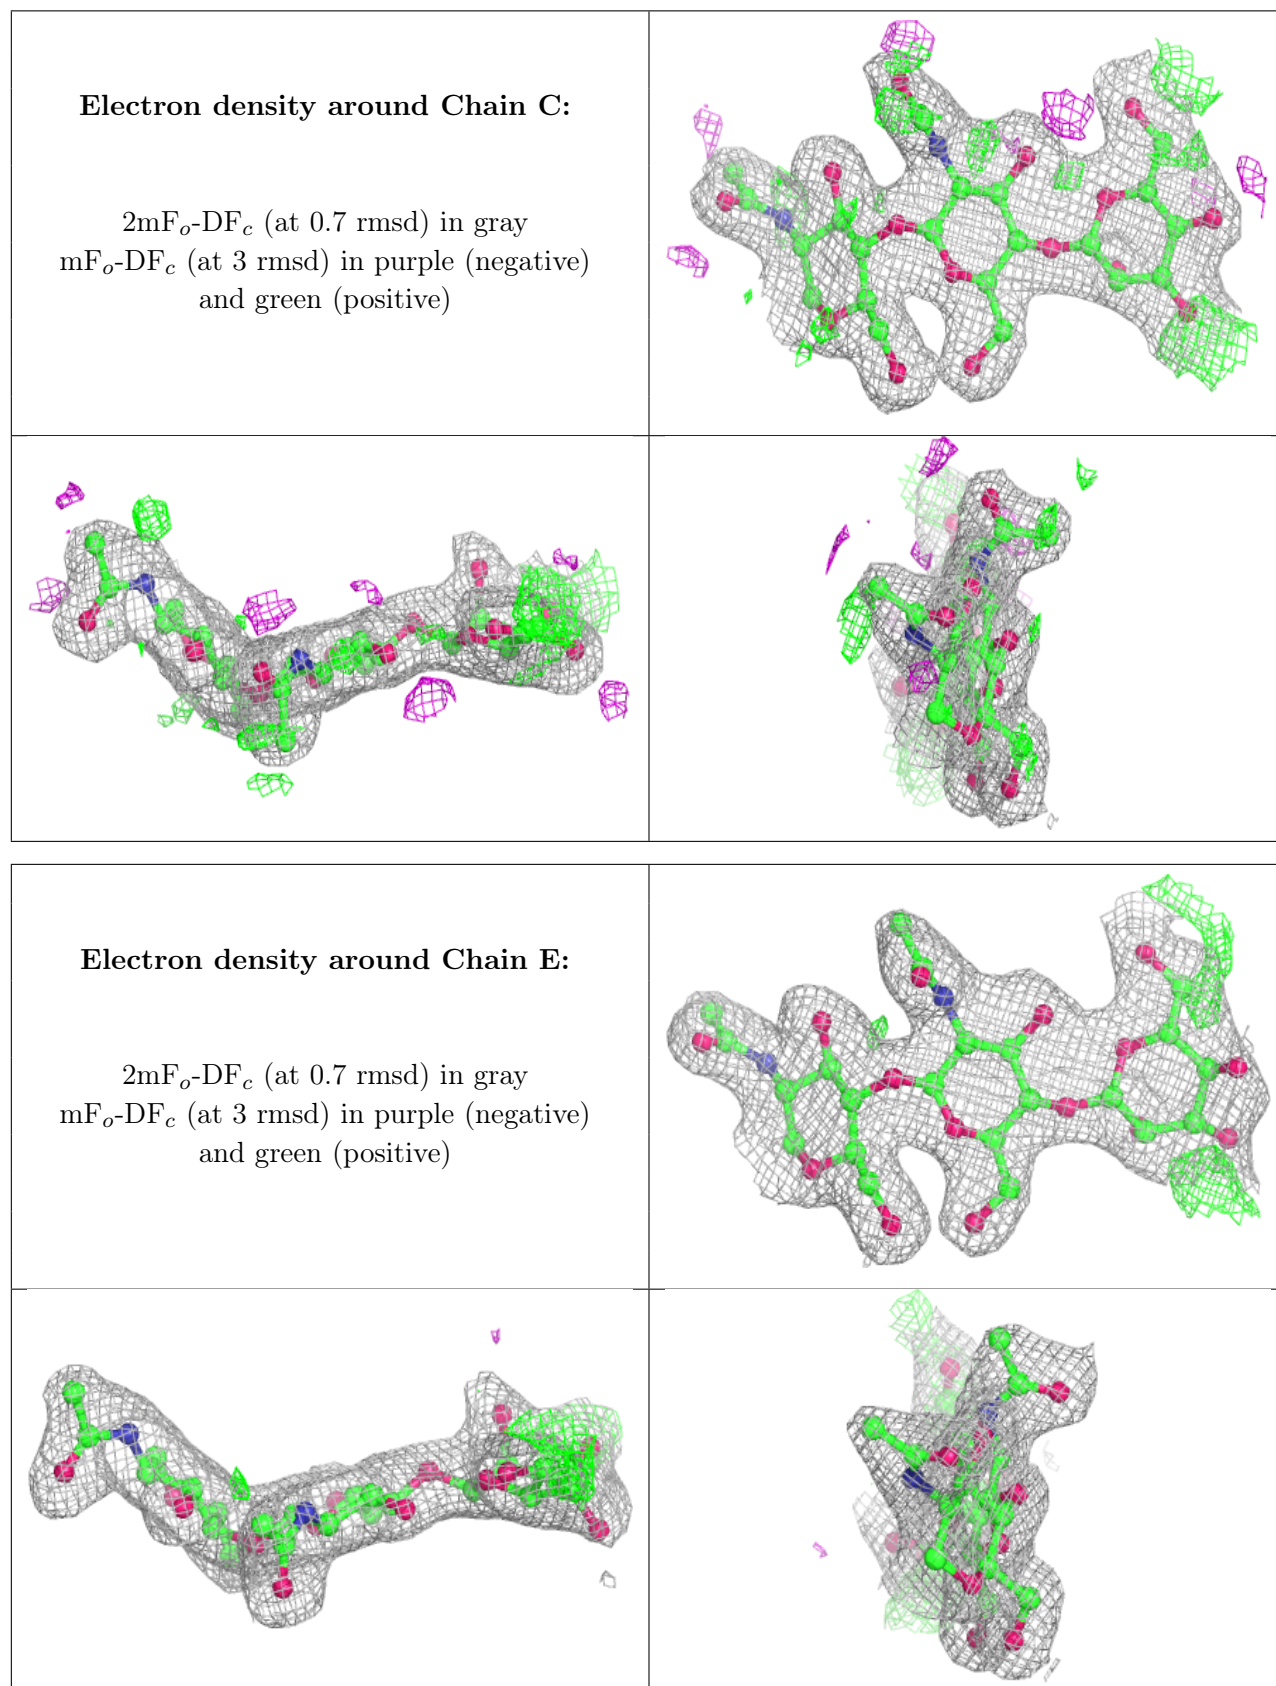 Electron density around Chain C:
2mFₒ-DF𝑐 (at 0.7 rmsd) in gray
mFₒ-DF𝑐 (at 3 rmsd) in purple (negative)
and green (positive)
Electron density around Chain E:
2mFₒ-DF𝑐 (at 0.7 rmsd) in gray
mFₒ-DF𝑐 (at 3 rmsd) in purple (negative)
and green (positive)